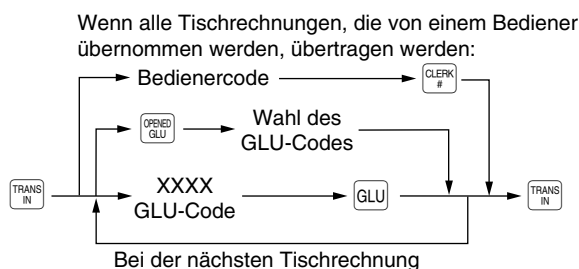 Wenn alle Tischrechnungen, die von einem Bediener
übernommen werden, übertragen werden:
Bedienercode
CLERK
#
OPENED
GLU
Wahl des
GLU-Codes
TRANS
IN
XXXX
GLU-Code
GLU
TRANS
IN
Bei der nächsten Tischrechnung